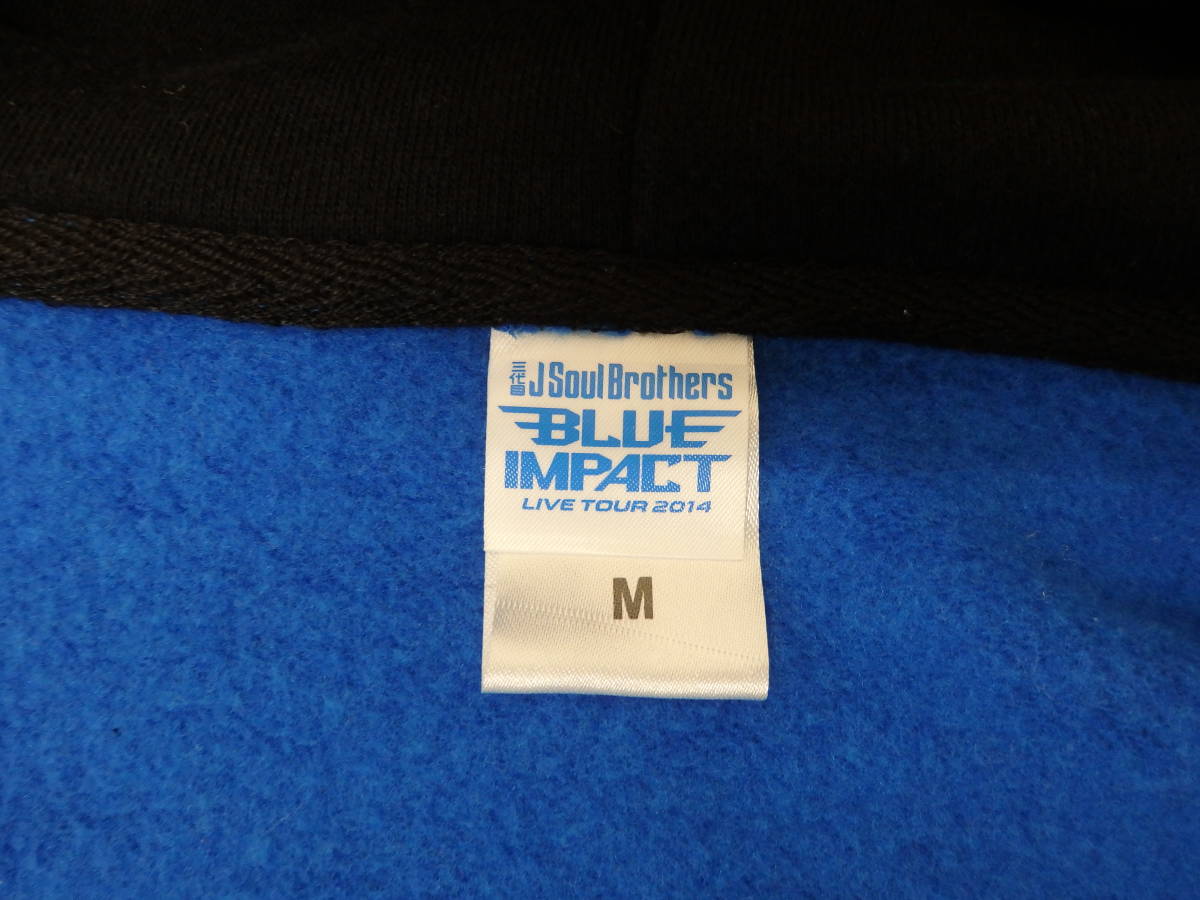 三代目 J Soul Brothers
BLUE
IMPACT
LIVE TOUR 2014
M